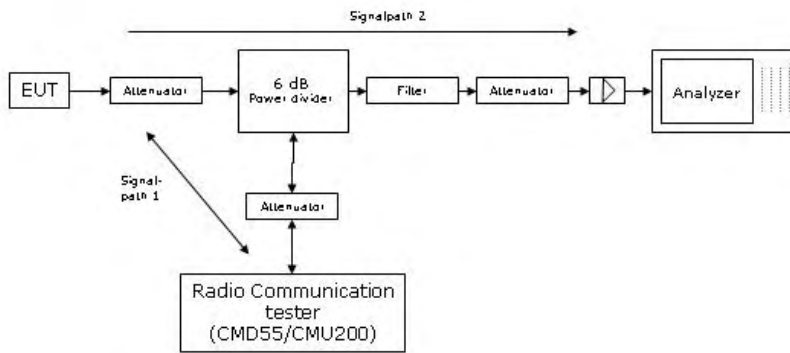 Signalpath 2
EUT
Attenuator
6 dB
Power divider
Filter
Attenuator
Analyzer
Signal-
path 1
Attenuator
Radio Communication
tester
(CMD55/CMU200)